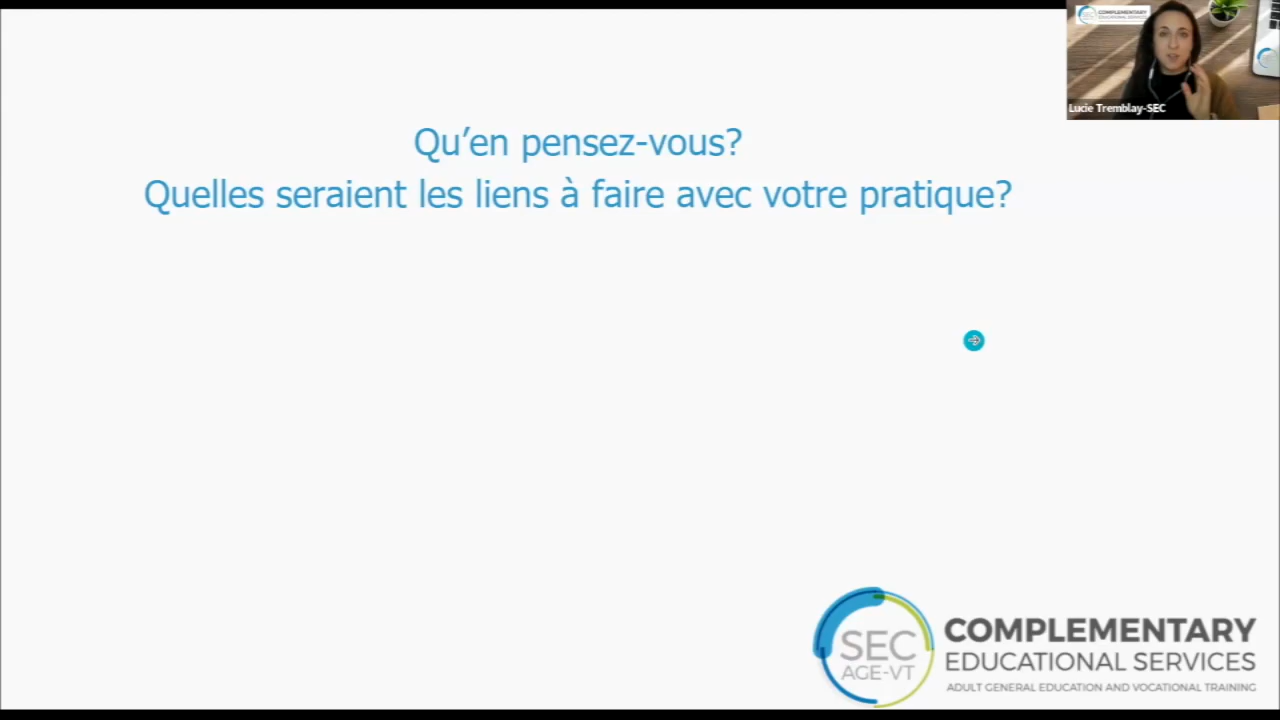 COMPLEMENTARY
Lucie Tremblay-SEC
Qu’en pensez-vous?
Quelles seraient les liens à faire avec votre pratique?
SEC
AGE-VT
COMPLEMENTARY
EDUCATIONAL SERVICES
ADULT GENERAL EDUCATION AND VOCATIONAL TRAINING